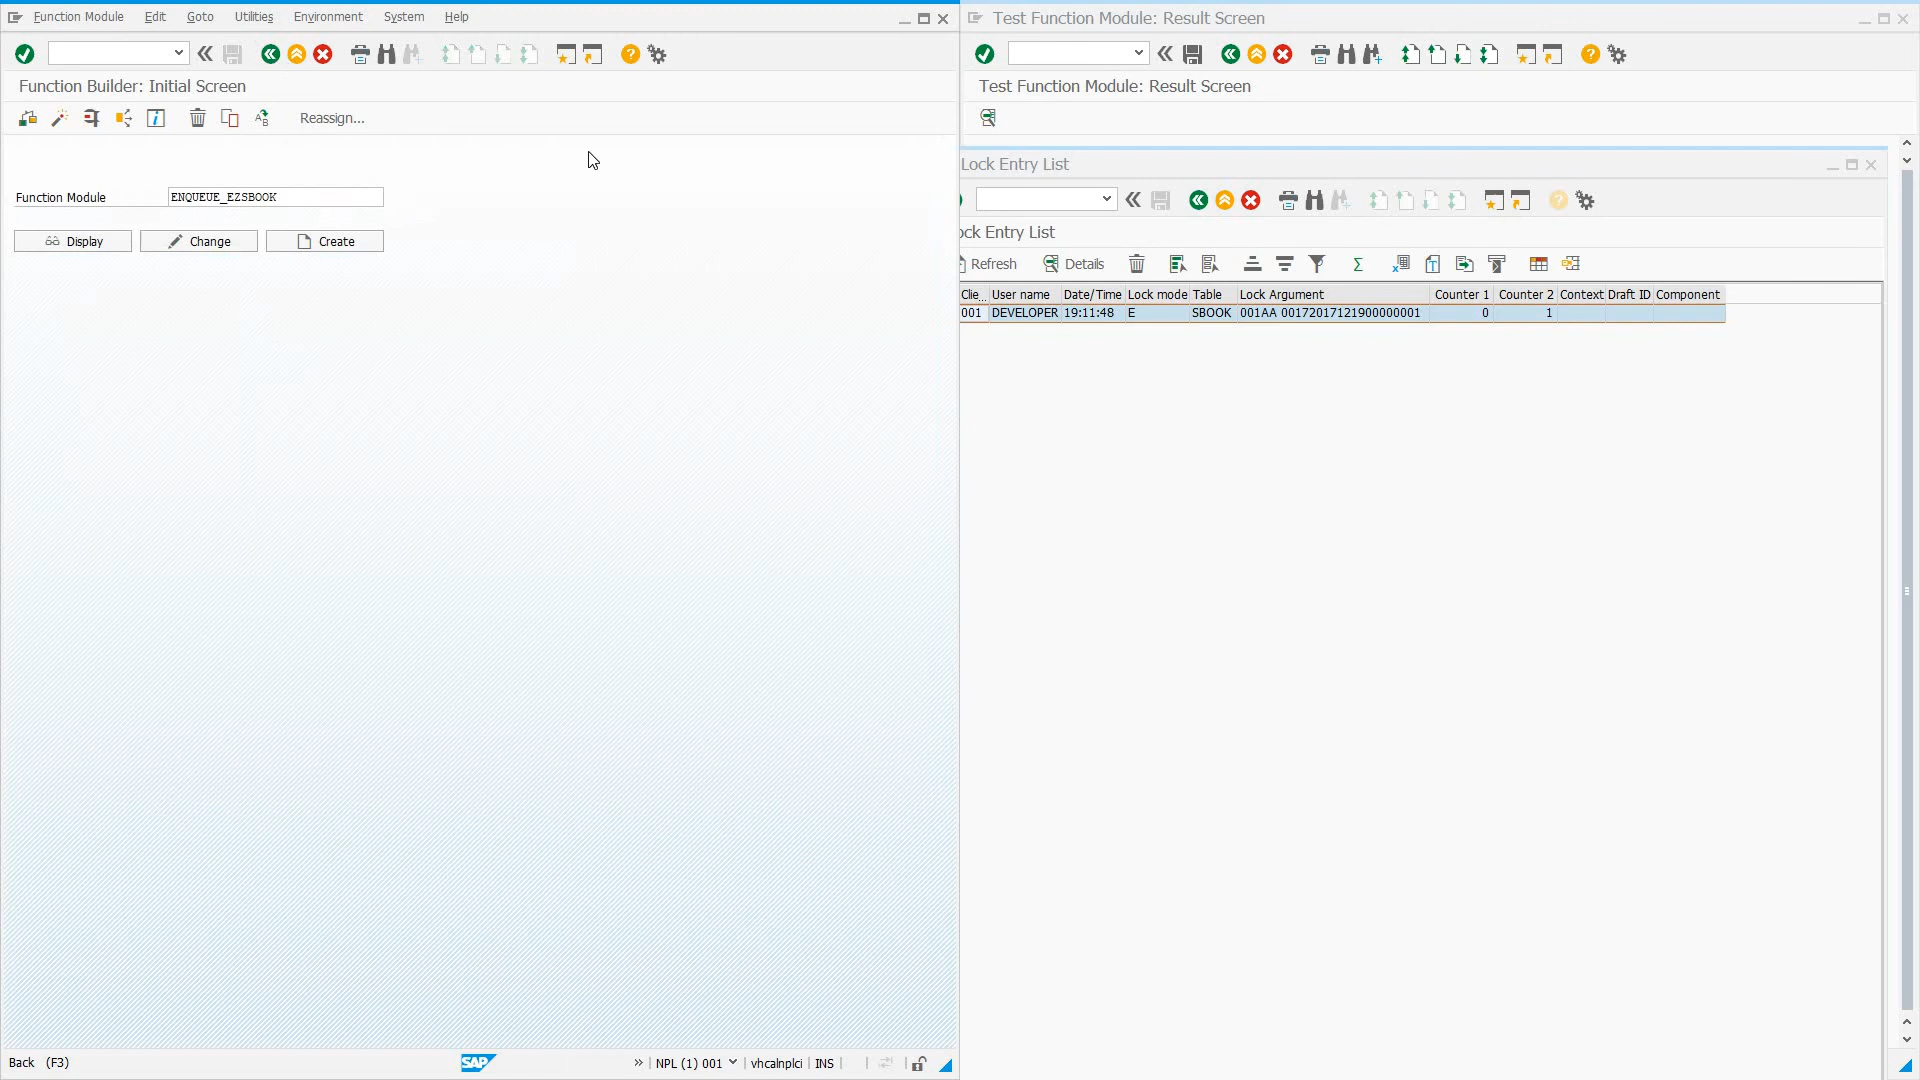 Function Module Edit Goto Utilities Environment System Help
Function Builder: Initial Screen
Reassign...
Function Module ENQUEUE_EZSBOOK
Display Change Create
Back (F3)
SAP
» NPL (1) 001 vhcalnplci INS
Test Function Module: Result Screen
Test Function Module: Result Screen
Lock Entry List
ock Entry List
Refresh Details
Clie... User name Date/Time Lock mode Table Lock Argument Counter 1 Counter 2 Context Draft ID Component
001 DEVELOPER 19:11:48 E SBOOK 001AA 00172017121900000001 0 1